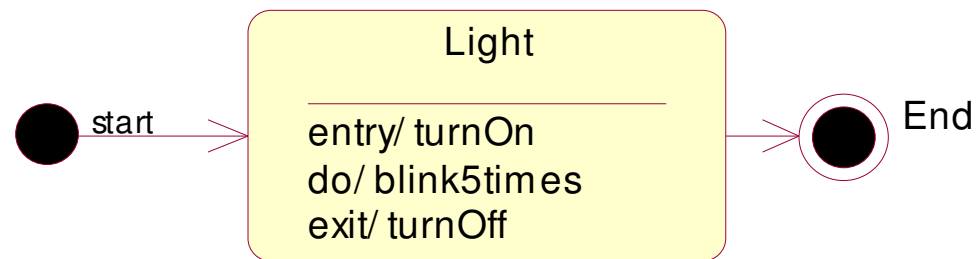 Light
start
entry/ turnOn
do/ blink5times
exit/ turnOff
End